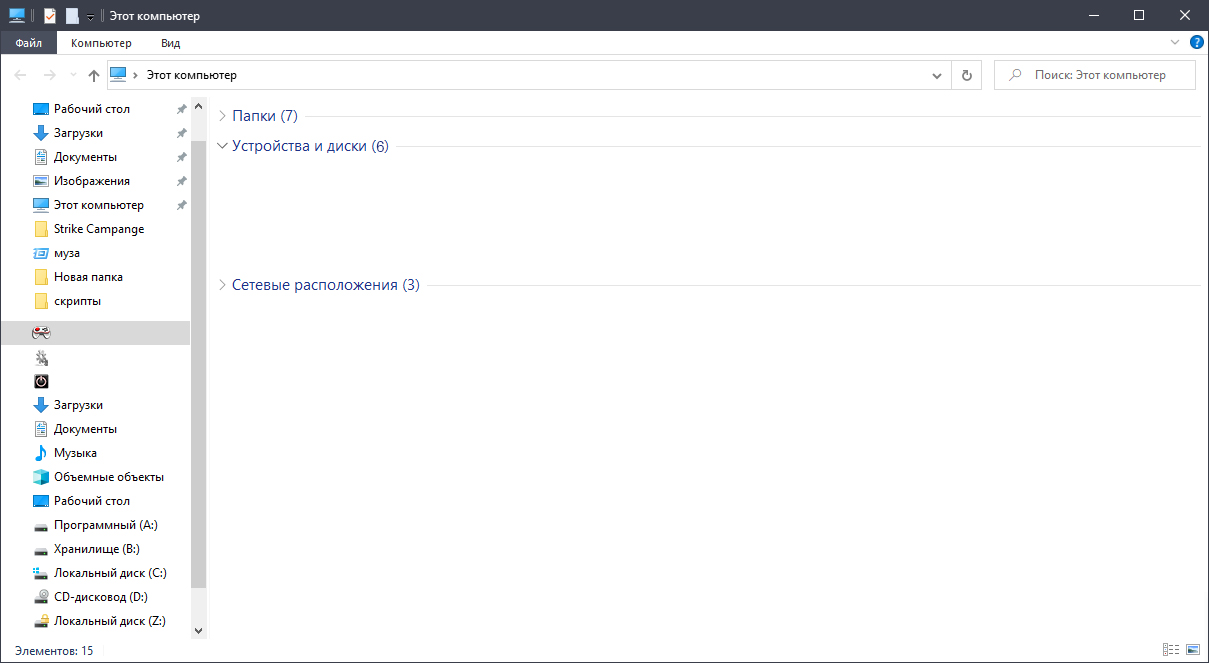 Этот компьютер
Файл Компьютер Вид ?
Этот компьютер Поиск: Этот компьютер
Рабочий стол
Загрузки
Документы
Изображения
Этот компьютер
Strike Campange
муза
Новая папка
скрипты
Загрузки
Документы
Музыка
Объемные объекты
Рабочий стол
Программный (A:)
Хранилище (B:)
Локальный диск (C:)
CD-дисковод (D:)
Локальный диск (Z:)
Папки (7)
Устройства и диски (6)
Сетевые расположения (3)
Элементов: 15